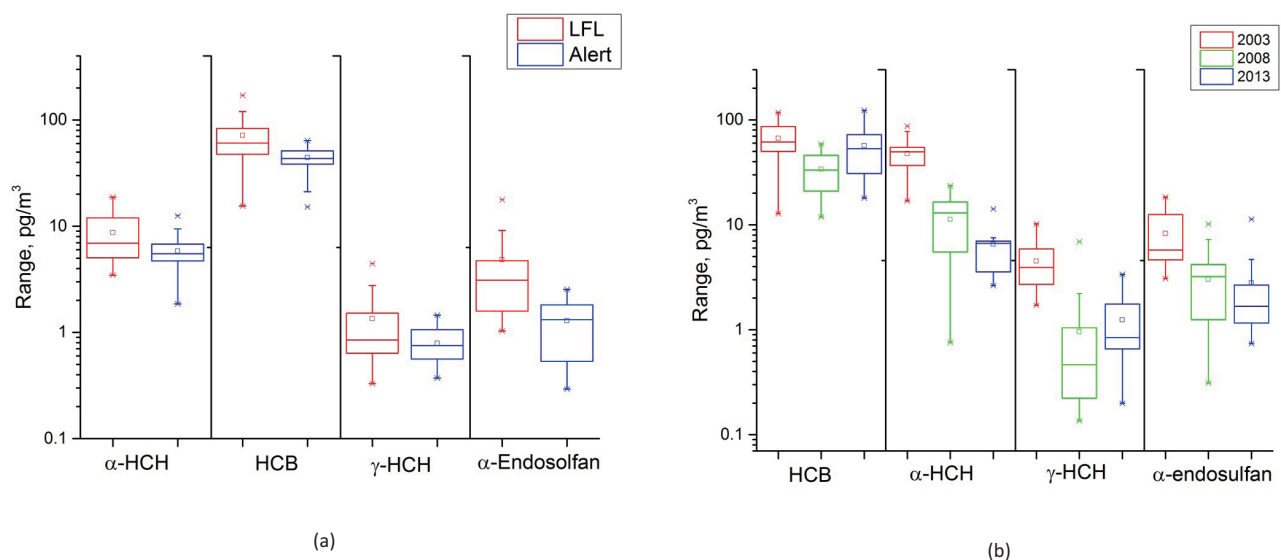 LFL
Alert
100
10
1
0.1
Range, pg/m³
α-HCH
HCB
γ-HCH
α-Endosolfan
(a)
2003
2008
2013
100
10
1
0.1
Range, pg/m³
HCB
α-HCH
γ-HCH
α-endosulfan
(b)